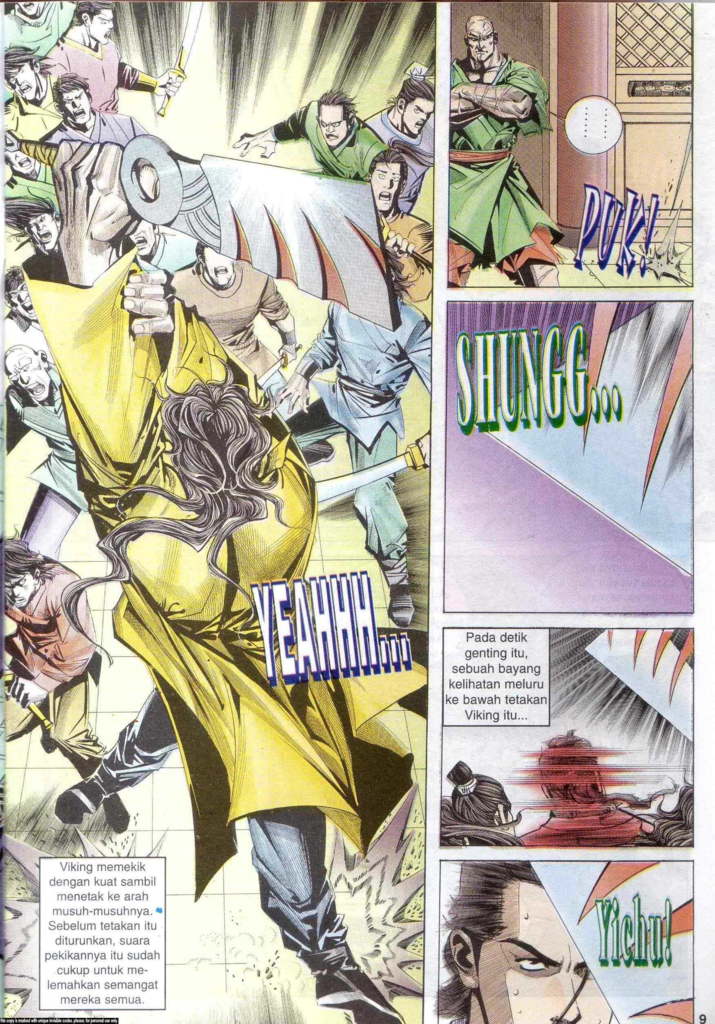 YEAHHH...
Viking memekik
dengan kuat sambil
menetak ke arah
musuh-musuhnya.
Sebelum tetakan itu
diturunkan, suara
pekikannya itu sudah
cukup untuk me-
lemahkan semangat
mereka semua.
......
PUK!
SHUNGG...
Pada detik
genting itu,
sebuah bayang
kelihatan meluru
ke bawah tetakan
Viking itu...
Yichu!
9